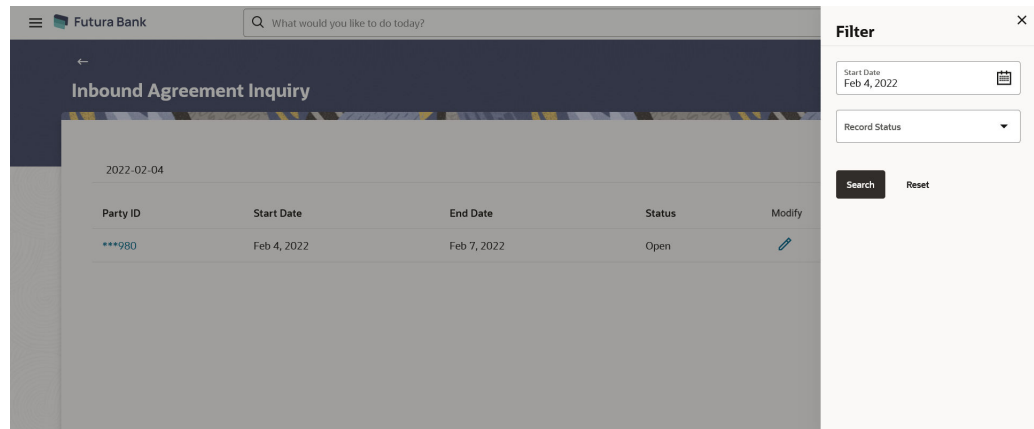 Futura Bank
What would you like to do today?
Inbound Agreement Inquiry
2022-02-04
Party ID Start Date End Date Status Modify
***980 Feb 4, 2022 Feb 7, 2022 Open
Filter
Start Date
Feb 4, 2022
Record Status
Search Reset